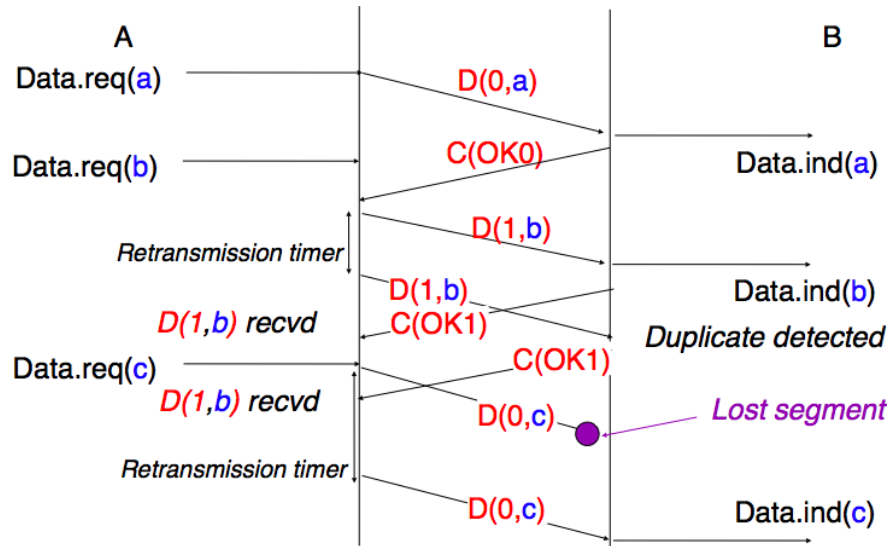 A
B
Data.req(a)
D(0,a)
Data.req(b)
C(OK0)
Data.ind(a)
D(1,b)
Retransmission timer
D(1,b)
Data.ind(b)
D(1,b) recvd
C(OK1)
Duplicate detected
Data.req(c)
C(OK1)
D(1,b) recvd
D(0,c)
Lost segment
Retransmission timer
D(0,c)
Data.ind(c)